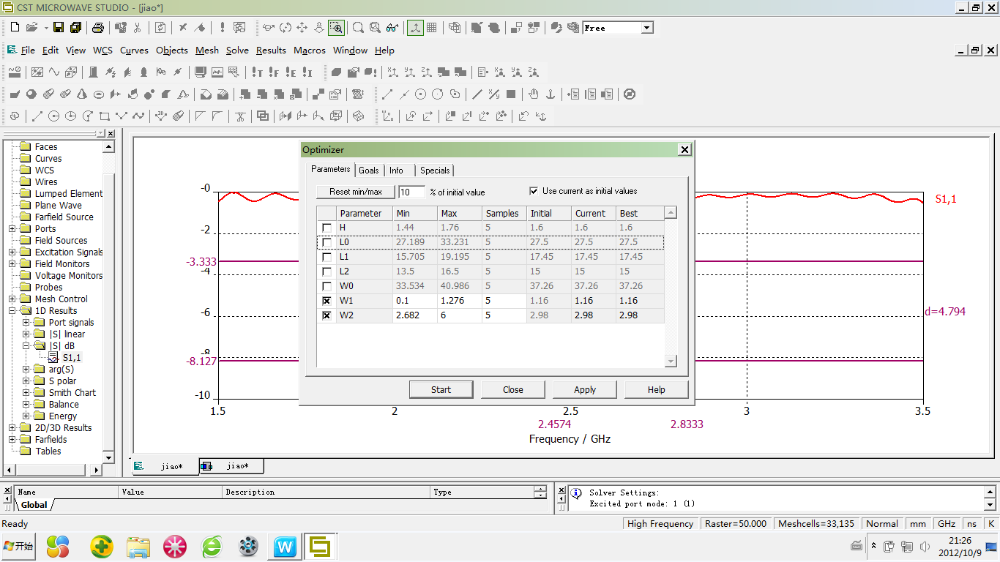 CST MICROWAVE STUDIO - [jiao*]
Free
File Edit View WCS Curves Objects Mesh Solve Results Macros Window Help
Faces
Curves
WCS
Wires
Lumped Element
Plane Wave
Farfield Source
Ports
Field Sources
Excitation Signals
Field Monitors
Voltage Monitors
Probes
Mesh Control
1D Results
Port signals
|S| linear
|S| dB
S1,1
arg(S)
S polar
Smith Chart
Balance
Energy
2D/3D Results
Farfields
Tables
Optimizer
Parameters Goals Info Specials
Reset min/max 10 % of initial value Use current as initial values
Parameter Min Max Samples Initial Current Best
H 1.44 1.76 5 1.6 1.6 1.6
L0 27.189 33.231 5 27.5 27.5 27.5
L1 15.705 19.195 5 17.45 17.45 17.45
L2 13.5 16.5 5 15 15 15
W0 33.534 40.986 5 37.26 37.26 37.26
W1 0.1 1.276 5 1.16 1.16 1.16
W2 2.682 6 5 2.98 2.98 2.98
Start Close Apply Help
-0
-2
-3.333
-4
-6
-8
-8.127
-10
S1,1
d=4.794
1.5 2 2.5 3 3.5
2.4574 2.8333
Frequency / GHz
jiao* jiao*
Name Value Description Type
Global
Solver Settings:
Excited port mode: 1 (1)
Ready High Frequency Raster=50.000 Meshcells=33,135 Normal mm GHz ns K
开始
21:26
2012/10/9